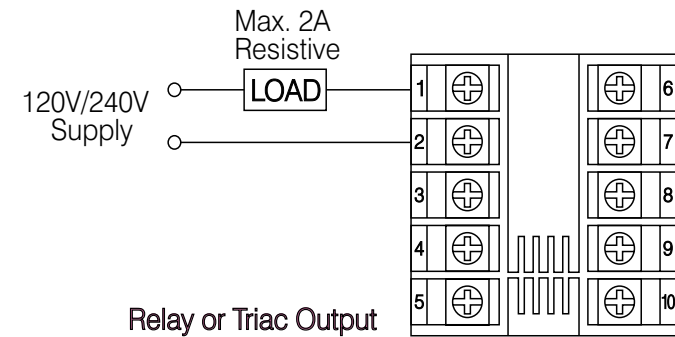 Max. 2A
Resistive
LOAD
120V/240V
Supply
1
2
3
4
5
6
7
8
9
10
Relay or Triac Output